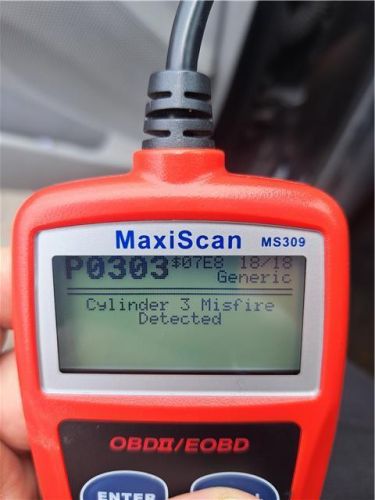 MaxiScan MS309
P0303 $07E8 18/18
Generic
Cylinder 3 Misfire
Detected
OBDII/EOBD
ENTER